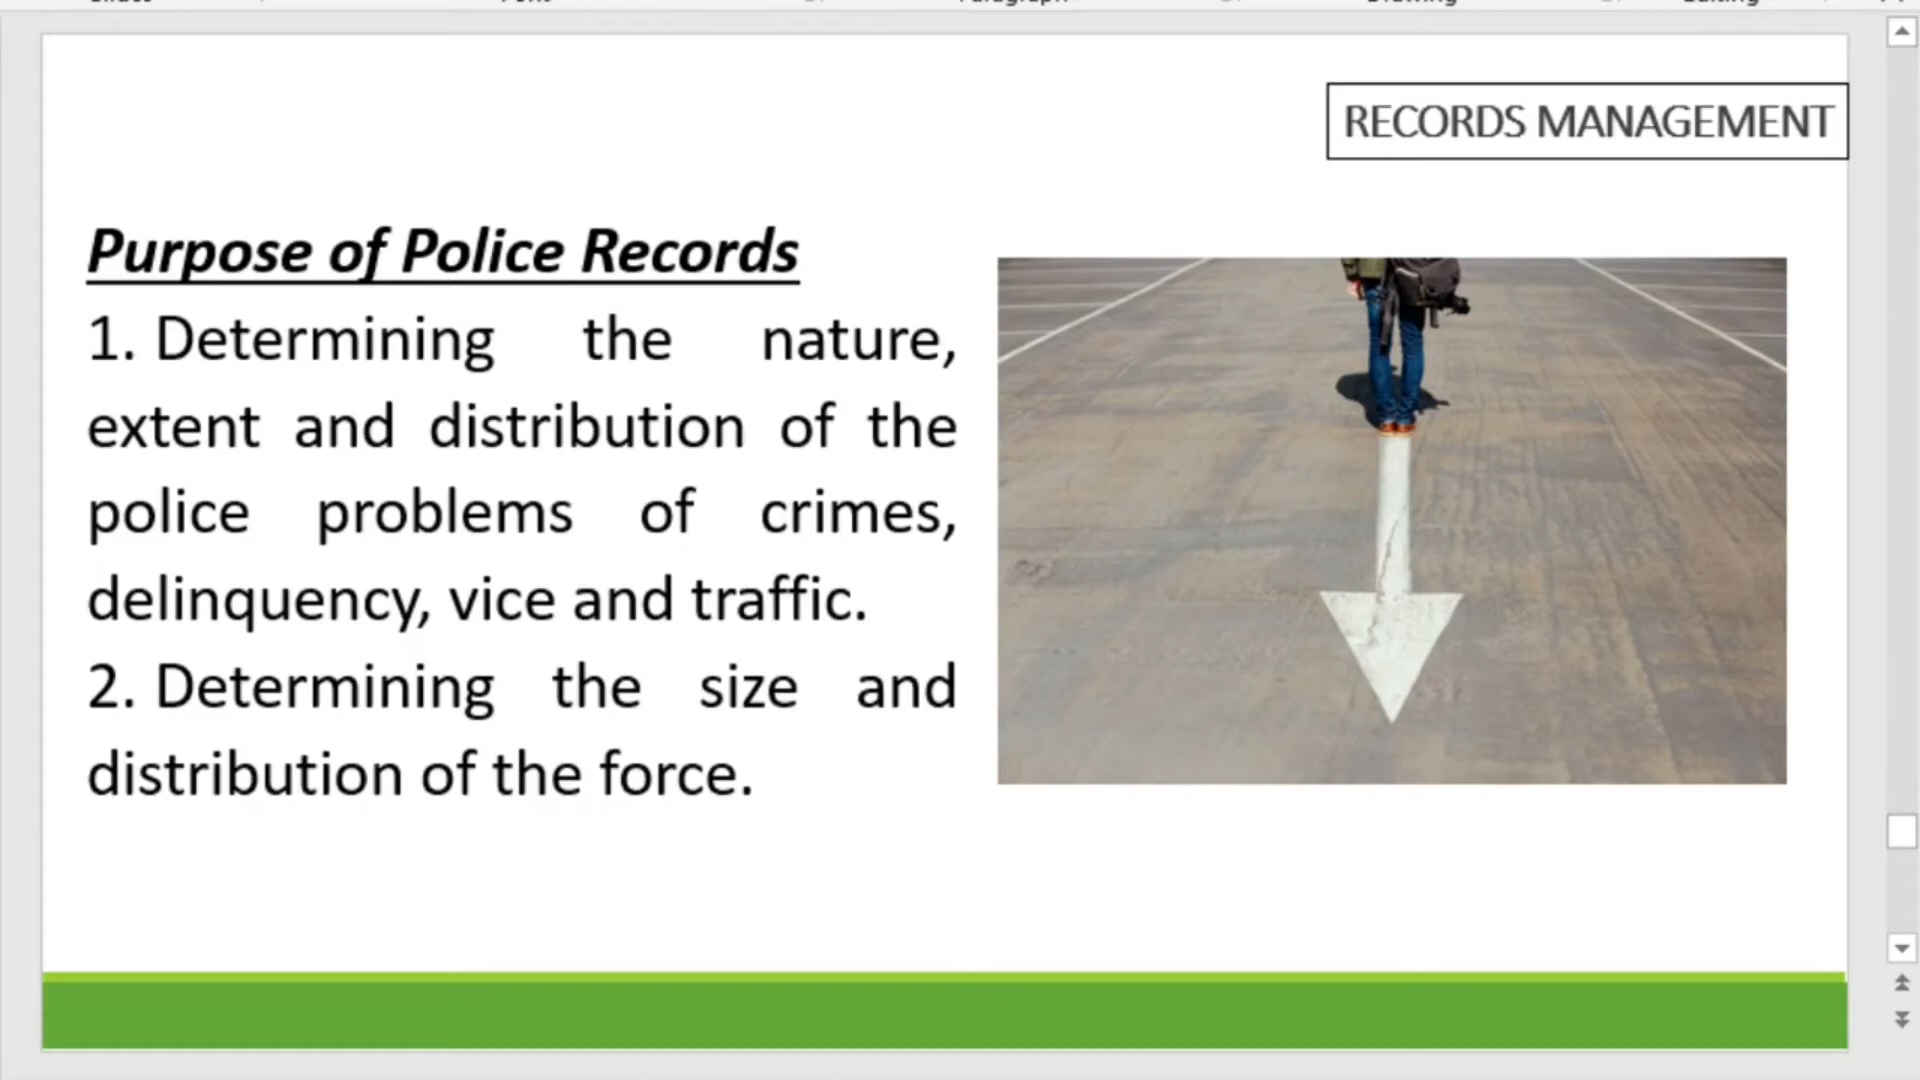 RECORDS MANAGEMENT
Purpose of Police Records
1. Determining the nature,
extent and distribution of the
police problems of crimes,
delinquency, vice and traffic.
2. Determining the size and
distribution of the force.